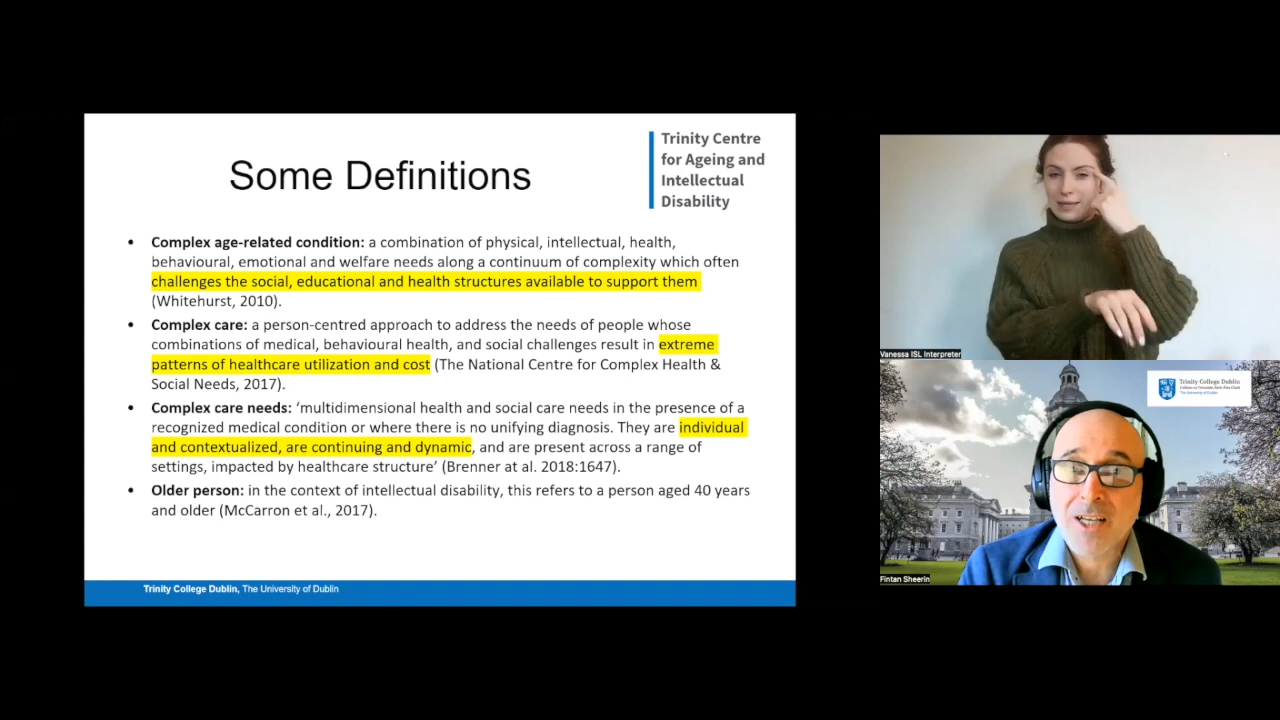 Some Definitions
Trinity Centre
for Ageing and
Intellectual
Disability
• Complex age-related condition: a combination of physical, intellectual, health,
behavioural, emotional and welfare needs along a continuum of complexity which often
challenges the social, educational and health structures available to support them
(Whitehurst, 2010).
• Complex care: a person-centred approach to address the needs of people whose
combinations of medical, behavioural health, and social challenges result in extreme
patterns of healthcare utilization and cost (The National Centre for Complex Health &
Social Needs, 2017).
• Complex care needs: ‘multidimensional health and social care needs in the presence of a
recognized medical condition or where there is no unifying diagnosis. They are individual
and contextualized, are continuing and dynamic, and are present across a range of
settings, impacted by healthcare structure’ (Brenner at al. 2018:1647).
• Older person: in the context of intellectual disability, this refers to a person aged 40 years
and older (McCarron et al., 2017).
Trinity College Dublin, The University of Dublin
Vanessa ISL Interpreter
Trinity College Dublin
The University of Dublin
Fintan Sheerin